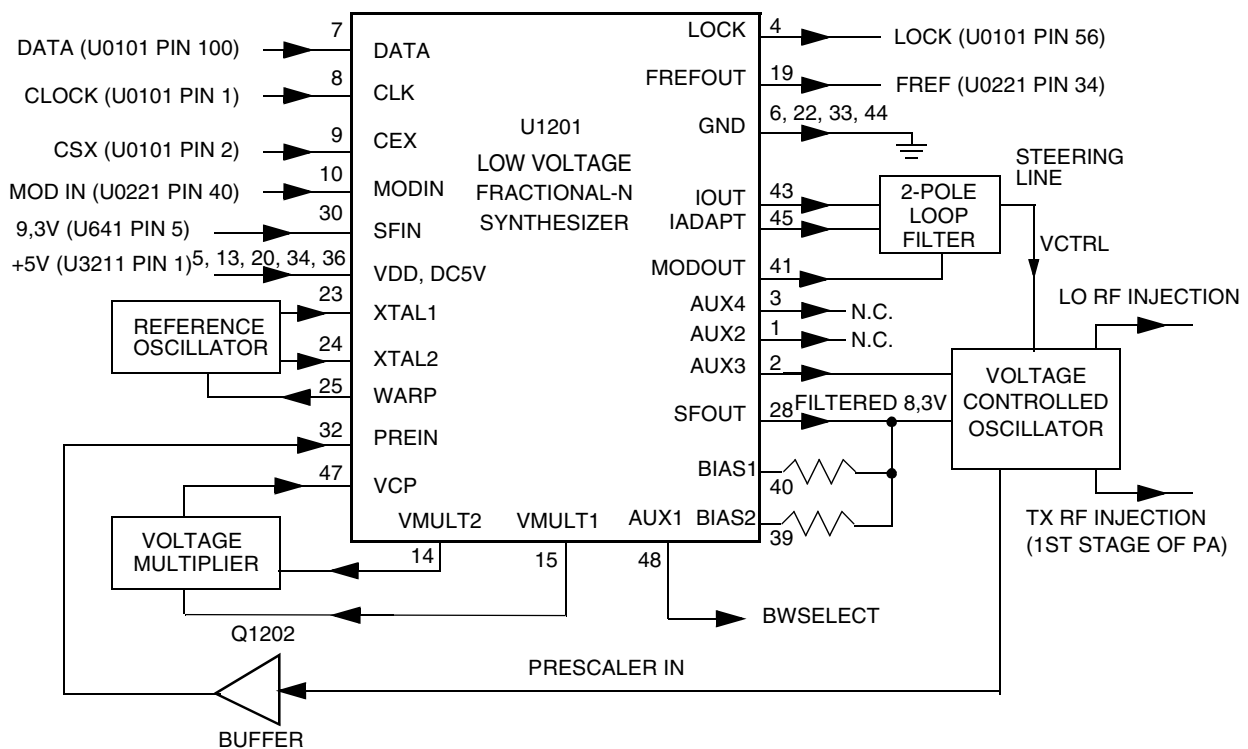 7
DATA (U0101 PIN 100)
DATA
8
CLOCK (U0101 PIN 1)
CLK
9
CSX (U0101 PIN 2)
CEX
10
MOD IN (U0221 PIN 40)
MODIN
30
9,3V (U641 PIN 5)
SFIN
+5V (U3211 PIN 1)
5, 13, 20, 34, 36
VDD, DC5V
23
XTAL1
REFERENCE
OSCILLATOR
24
XTAL2
25
WARP
32
PREIN
47
VCP
VOLTAGE
MULTIPLIER
U1201
LOW VOLTAGE
FRACTIONAL-N
SYNTHESIZER
LOCK
4
LOCK (U0101 PIN 56)
FREFOUT
19
FREF (U0221 PIN 34)
GND
6, 22, 33, 44
STEERING
LINE
IOUT
43
IADAPT
45
2-POLE
LOOP
FILTER
VCTRL
MODOUT
41
AUX4
3
N.C.
AUX2
1
N.C.
AUX3
2
LO RF INJECTION
VOLTAGE
CONTROLLED
OSCILLATOR
SFOUT
28
FILTERED 8,3V
BIAS1
40
BIAS2
39
TX RF INJECTION
(1ST STAGE OF PA)
VMULT2
14
VMULT1
15
AUX1
48
BWSELECT
Q1202
PRESCALER IN
BUFFER